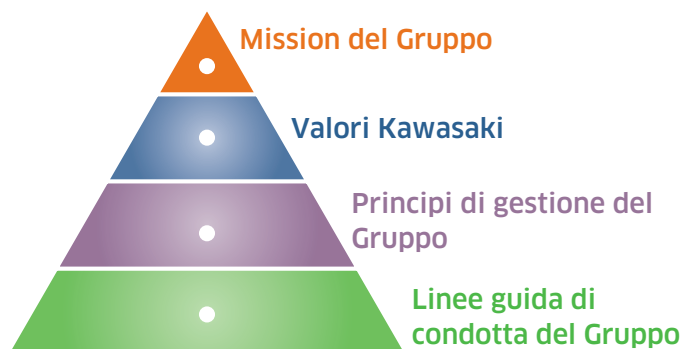 Mission del Gruppo
Valori Kawasaki
Principi di gestione del
Gruppo
Linee guida di
condotta del Gruppo